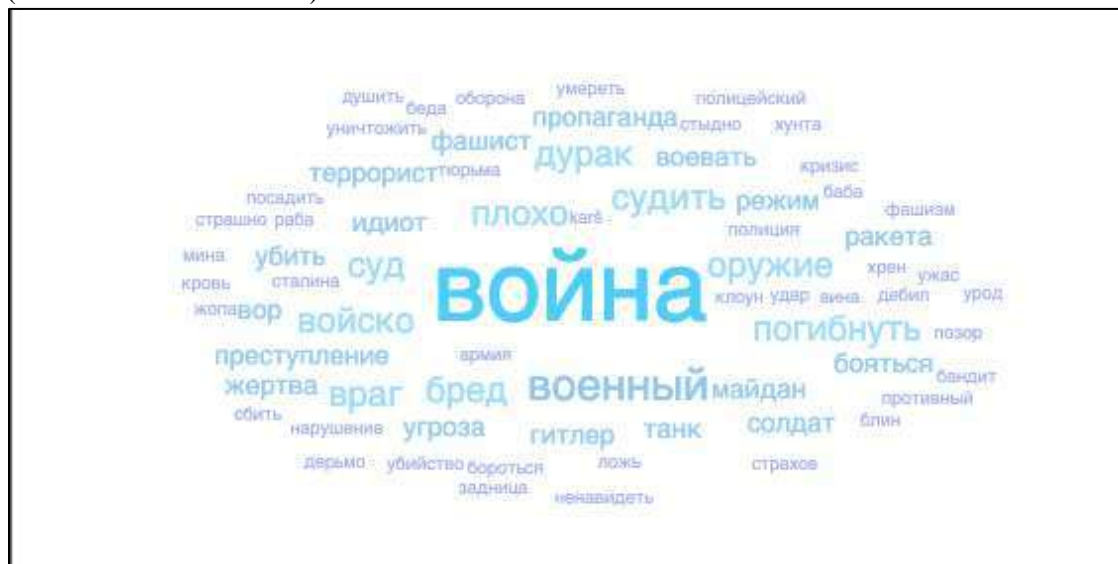 умереть
душить беда оборона полицейский
уничтожить пропаганда стыдно хунта
фашист дурак воевать
террорист тюрьма кризис
посадить судить режим баба
страшно раба идиот плохо karê фашизм
полиция ракета
мина убить суд оружие хрен ужас
кровь сталина война клоун удар вина дебил урод
жопа вор войско погибнуть позор
преступление армия бояться бандит
жертва враг бред военный майдан противный
сбить нарушение угроза гитлер танк солдат блин
дерьмо убийство бороться ложь страхов
задница ненавидеть